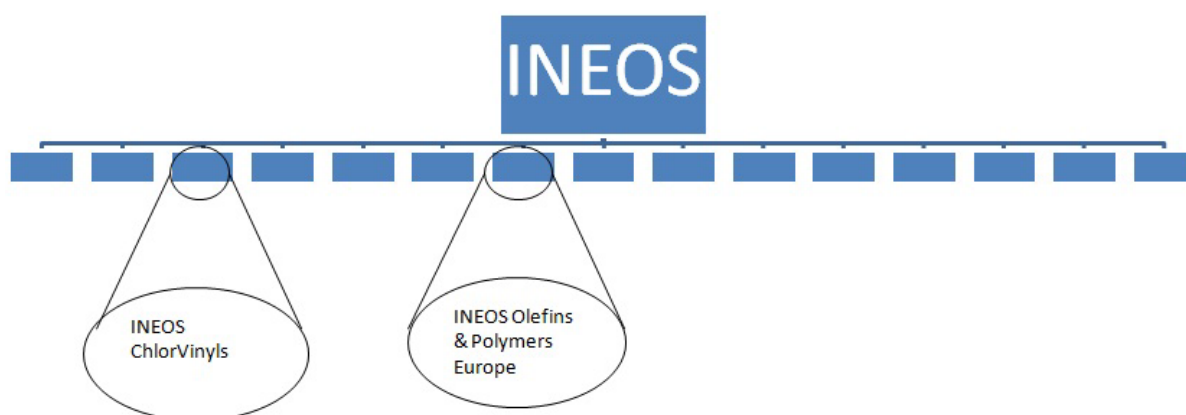 INEOS
INEOS
ChlorVinyls
INEOS Olefins
& Polymers
Europe